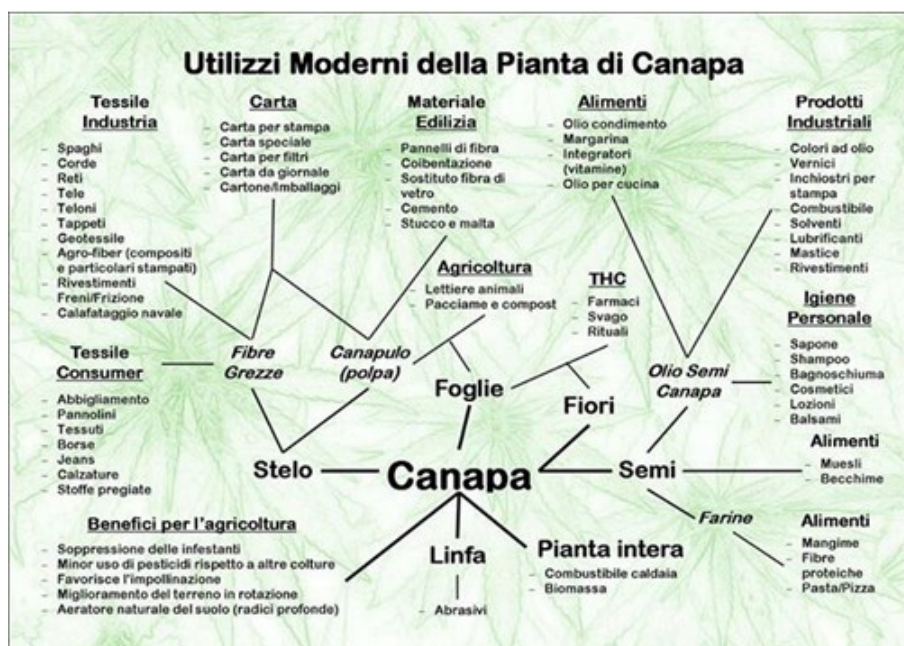 Utilizzi Moderni della Pianta di Canapa
Tessile
Industria
- Spaghi
- Corde
- Reti
- Tele
- Teloni
- Tappeti
- Geotessile
- Agro-fiber (compositi
e particolari stampati)
- Rivestimenti
- Freni/Frizione
- Calafataggio navale
Carta
- Carta per stampa
- Carta speciale
- Carta per filtri
- Carta da giornale
- Cartone/Imballaggi
Materiale
Edilizia
- Pannelli di fibra
- Coibentazione
- Sostituto fibra di
vetro
- Cemento
- Stucco e malta
Alimenti
- Olio condimento
- Margarina
- Integratori
(vitamine)
- Olio per cucina
Prodotti
Industriali
- Colori ad olio
- Vernici
- Inchiostri per
stampa
- Combustibile
- Solventi
- Lubrificanti
- Mastice
- Rivestimenti
Agricoltura
- Lettiere animali
- Pacciame e compost
THC
- Farmaci
- Svago
- Rituali
Igiene
Personale
- Sapone
- Shampoo
- Bagnoschiuma
- Cosmetici
- Lozioni
- Balsami
Tessile
Consumer
- Abbigliamento
- Pannolini
- Tessuti
- Borse
- Jeans
- Calzature
- Stoffe pregiate
Fibre
Grezze
Canapulo
(polpa)
Foglie
Fiori
Olio Semi
Canapa
Stelo
Canapa
Semi
Alimenti
- Muesli
- Becchime
Farine
Alimenti
- Mangime
- Fibre
proteiche
- Pasta/Pizza
Benefici per l'agricoltura
- Soppressione delle infestanti
- Minor uso di pesticidi rispetto a altre colture
- Favorisce l'impollinazione
- Miglioramento del terreno in rotazione
- Aeratore naturale del suolo (radici profonde)
Linfa
- Abrasivi
Pianta intera
- Combustibile caldaia
- Biomassa